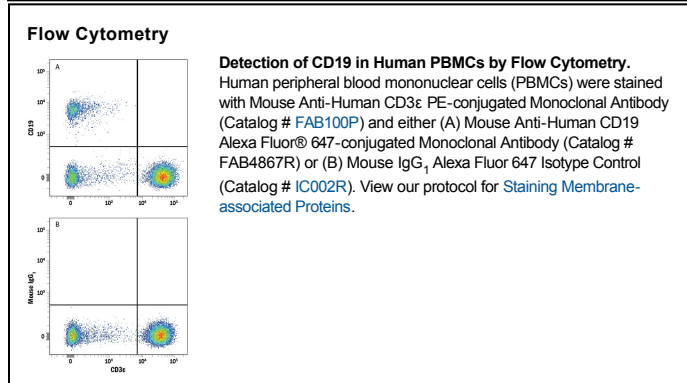 Flow Cytometry
Detection of CD19 in Human PBMCs by Flow Cytometry.
Human peripheral blood mononuclear cells (PBMCs) were stained
with Mouse Anti-Human CD3ε PE-conjugated Monoclonal Antibody
(Catalog # FAB100P) and either (A) Mouse Anti-Human CD19
Alexa Fluor® 647-conjugated Monoclonal Antibody (Catalog #
FAB4867R) or (B) Mouse IgG1 Alexa Fluor 647 Isotype Control
(Catalog # IC002R). View our protocol for Staining Membrane-
associated Proteins.
A
CD19
0
B
Mouse IgG1
0
CD3ε